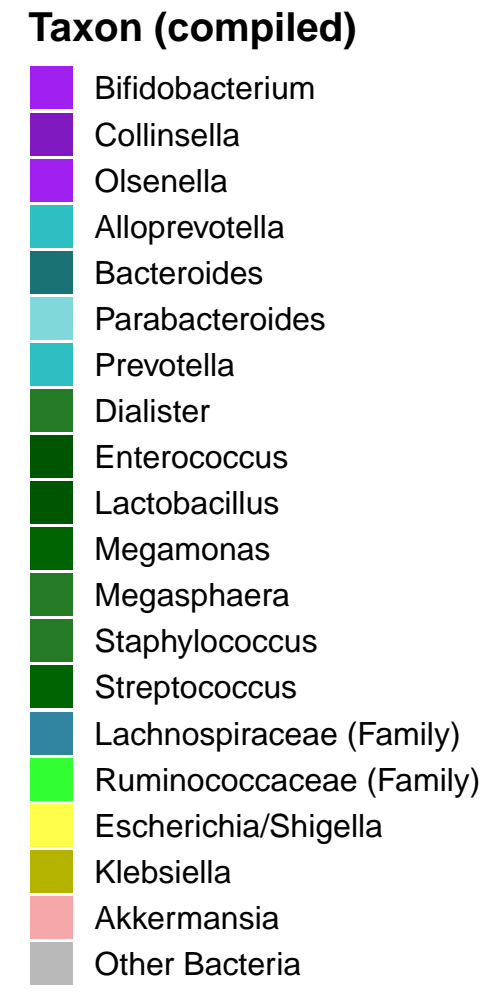 Taxon (compiled)
Bifidobacterium
Collinsella
Olsenella
Alloprevotella
Bacteroides
Parabacteroides
Prevotella
Dialister
Enterococcus
Lactobacillus
Megamonas
Megasphaera
Staphylococcus
Streptococcus
Lachnospiraceae (Family)
Ruminococcaceae (Family)
Escherichia/Shigella
Klebsiella
Akkermansia
Other Bacteria